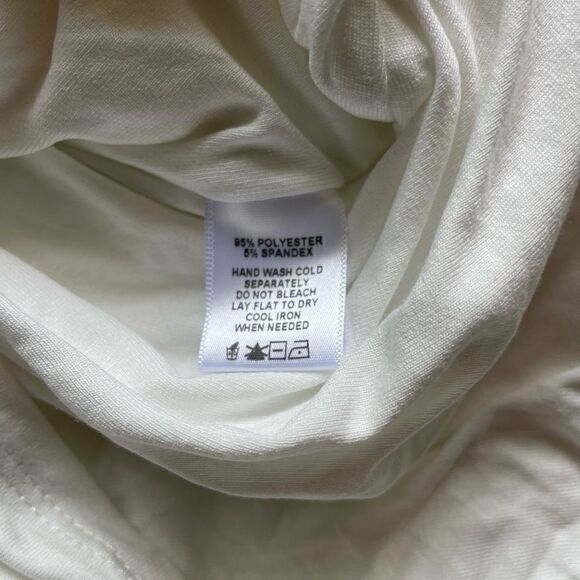 95% POLYESTER
5% SPANDEX
HAND WASH COLD
SEPARATELY
DO NOT BLEACH
LAY FLAT TO DRY
COOL IRON
WHEN NEEDED